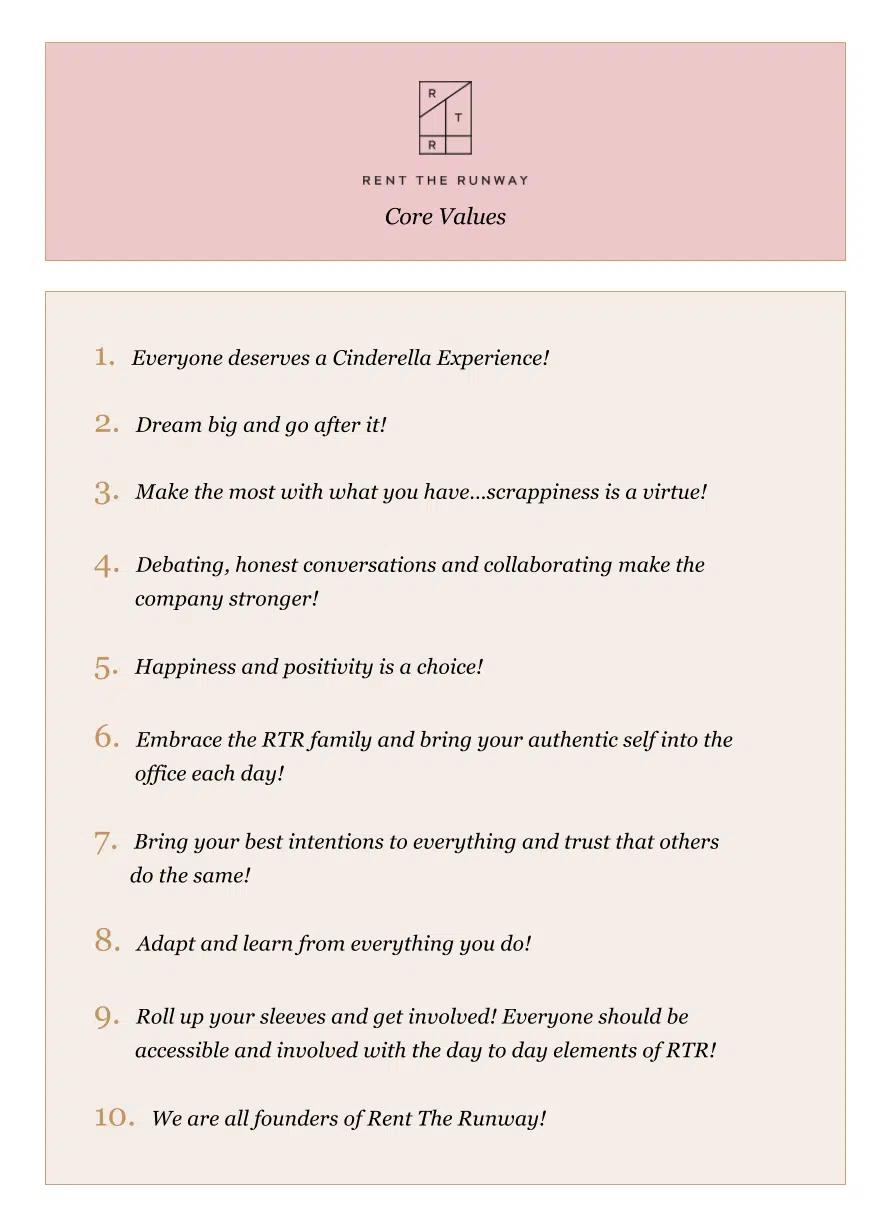 R
T
R
RENT THE RUNWAY
Core Values
1. Everyone deserves a Cinderella Experience!
2. Dream big and go after it!
3. Make the most with what you have...scrappiness is a virtue!
4. Debating, honest conversations and collaborating make the
company stronger!
5. Happiness and positivity is a choice!
6. Embrace the RTR family and bring your authentic self into the
office each day!
7. Bring your best intentions to everything and trust that others
do the same!
8. Adapt and learn from everything you do!
9. Roll up your sleeves and get involved! Everyone should be
accessible and involved with the day to day elements of RTR!
10. We are all founders of Rent The Runway!